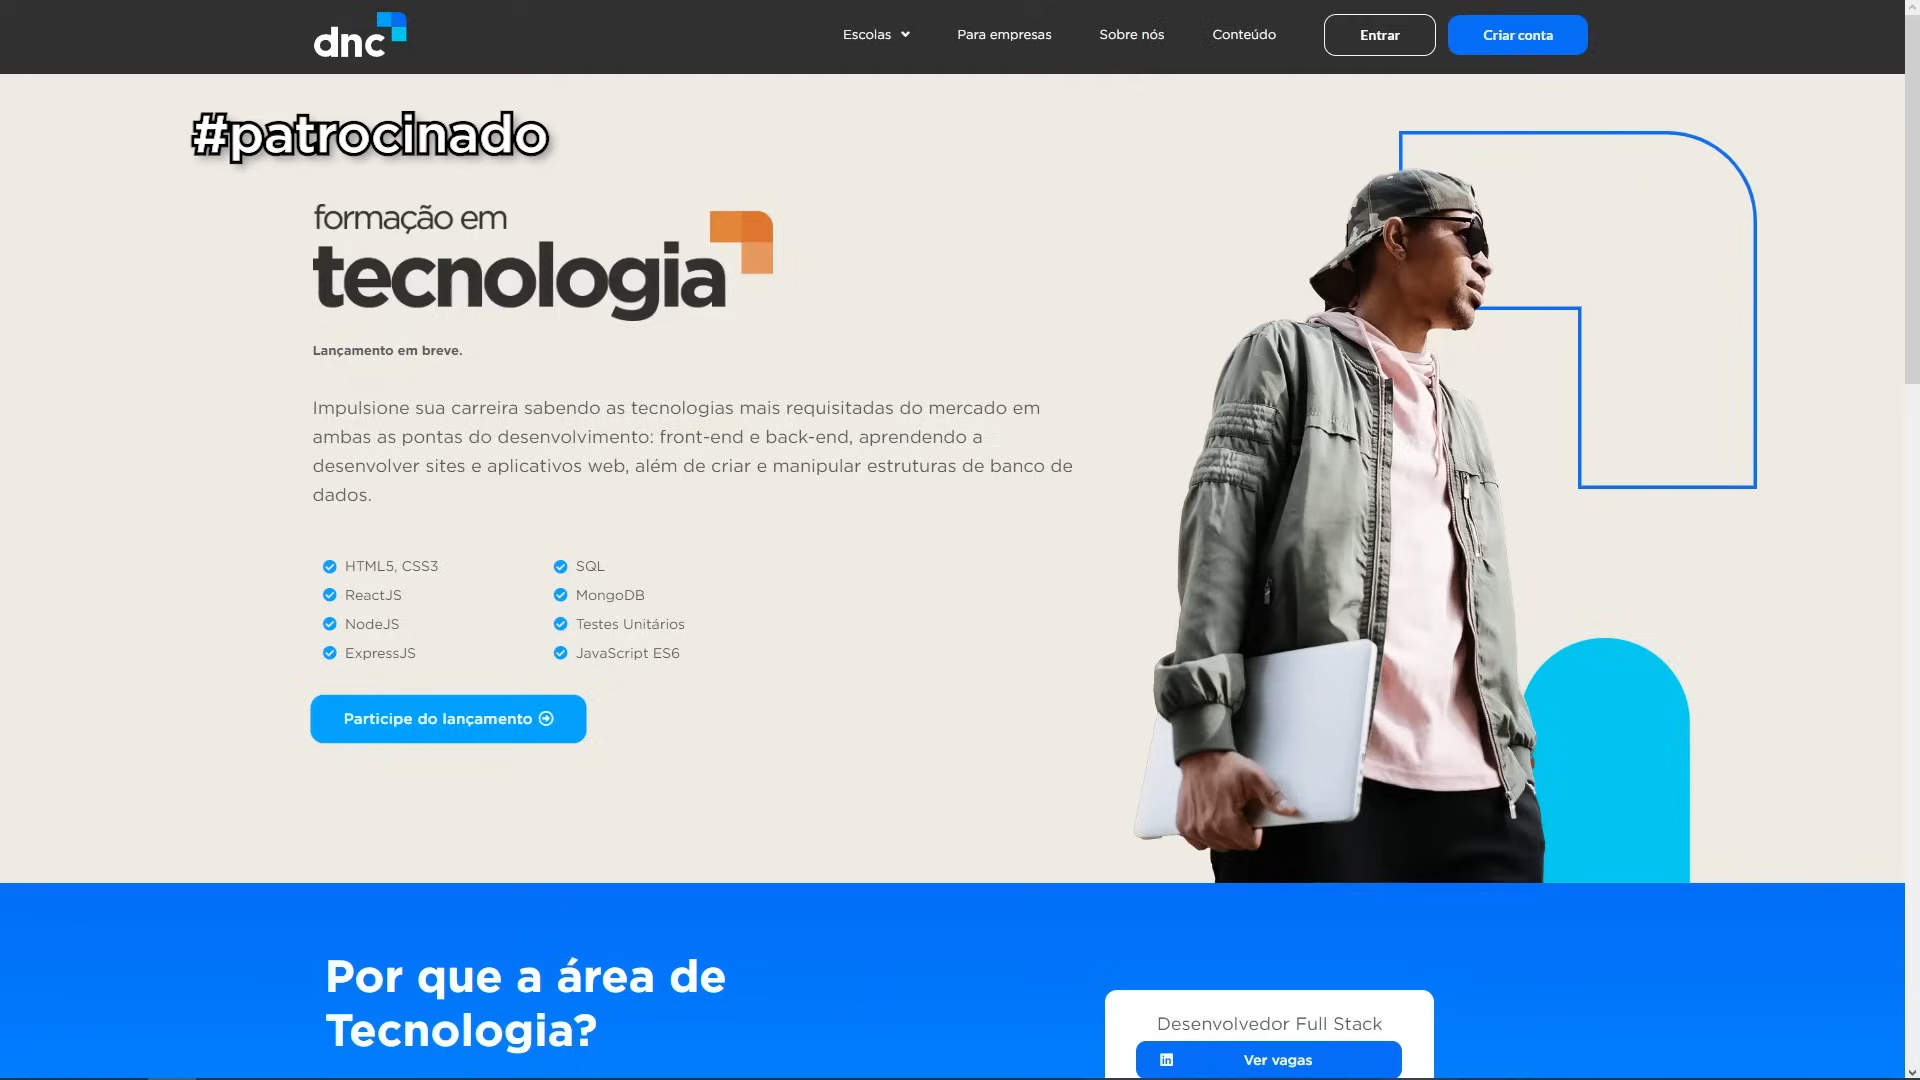 dnc
Escolas
Para empresas
Sobre nós
Conteúdo
Entrar
Criar conta
#patrocinado
formação em
tecnologia
Lançamento em breve.
Impulsione sua carreira sabendo as tecnologias mais requisitadas do mercado em
ambas as pontas do desenvolvimento: front-end e back-end, aprendendo a
desenvolver sites e aplicativos web, além de criar e manipular estruturas de banco de
dados.
HTML5, CSS3
ReactJS
NodeJS
ExpressJS
SQL
MongoDB
Testes Unitários
JavaScript ES6
Participe do lançamento
Por que a área de
Tecnologia?
Desenvolvedor Full Stack
in
Ver vagas